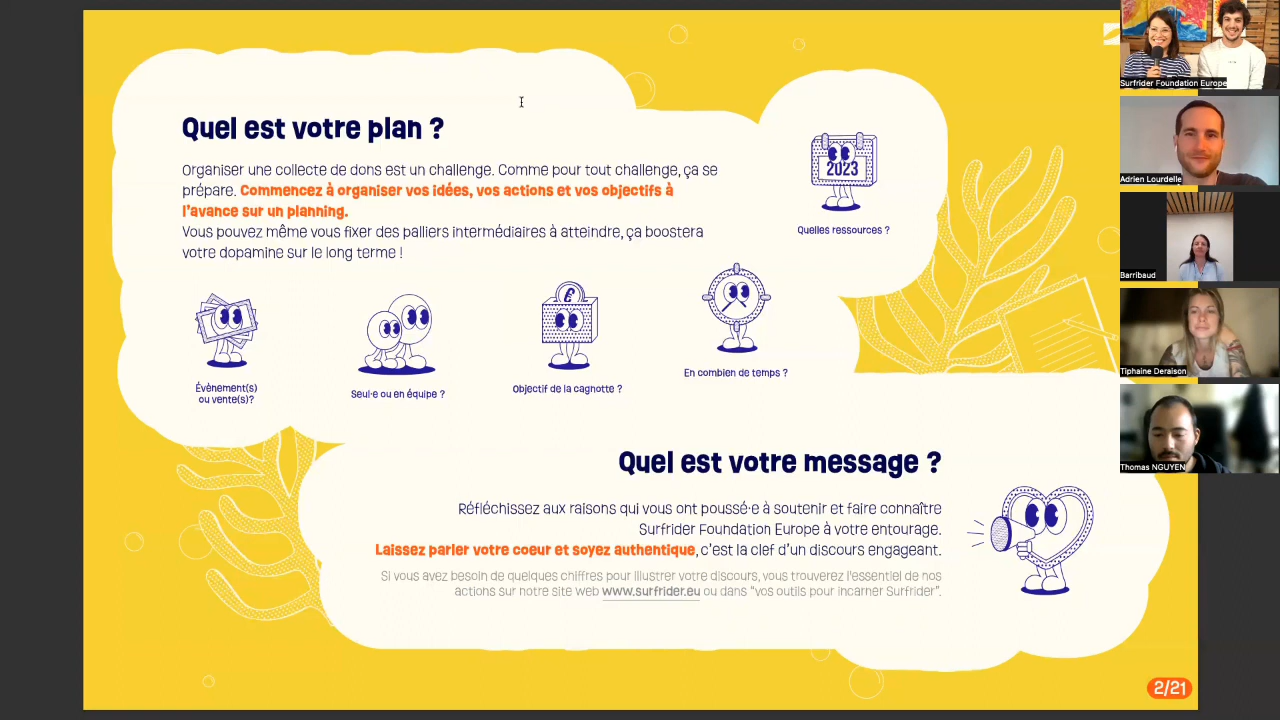 Quel est votre plan ?
Organiser une collecte de dons est un challenge. Comme pour tout challenge, ça se
prépare. Commencez à organiser vos idées, vos actions et vos objectifs à
l'avance sur un planning.
Vous pouvez même vous fixer des palliers intermédiaires à atteindre, ça boostera
votre dopamine sur le long terme !
2023
Quelles ressources ?
€
Évènement(s)
ou vente(s)?
Seul·e ou en équipe ?
Objectif de la cagnotte ?
En combien de temps ?
Quel est votre message ?
Réfléchissez aux raisons qui vous ont poussé·e à soutenir et faire connaître
Surfrider Foundation Europe à votre entourage.
Laissez parler votre coeur et soyez authentique, c'est la clef d'un discours engageant.
Si vous avez besoin de quelques chiffres pour illustrer votre discours, vous trouverez l'essentiel de nos
actions sur notre site web www.surfrider.eu ou dans "vos outils pour incarner Surfrider".
2/21
Surfrider Foundation Europe
Adrien Lourdelle
Barribaud
Tiphaine Deraison
Thomas NGUYEN